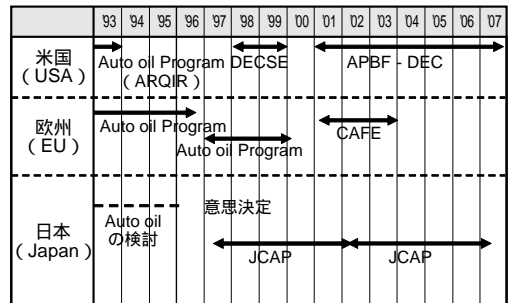 '93 '94 '95 '96 '97 '98 '99 '00 '01 '02 '03 '04 '05 '06 '07
米国
(USA)
Auto oil Program
(ARQIR)
DECSE
APBF - DEC
欧州
(EU)
Auto oil Program
Auto oil Program
CAFE
日本
(Japan)
Auto oil
の検討
意思決定
JCAP
JCAP